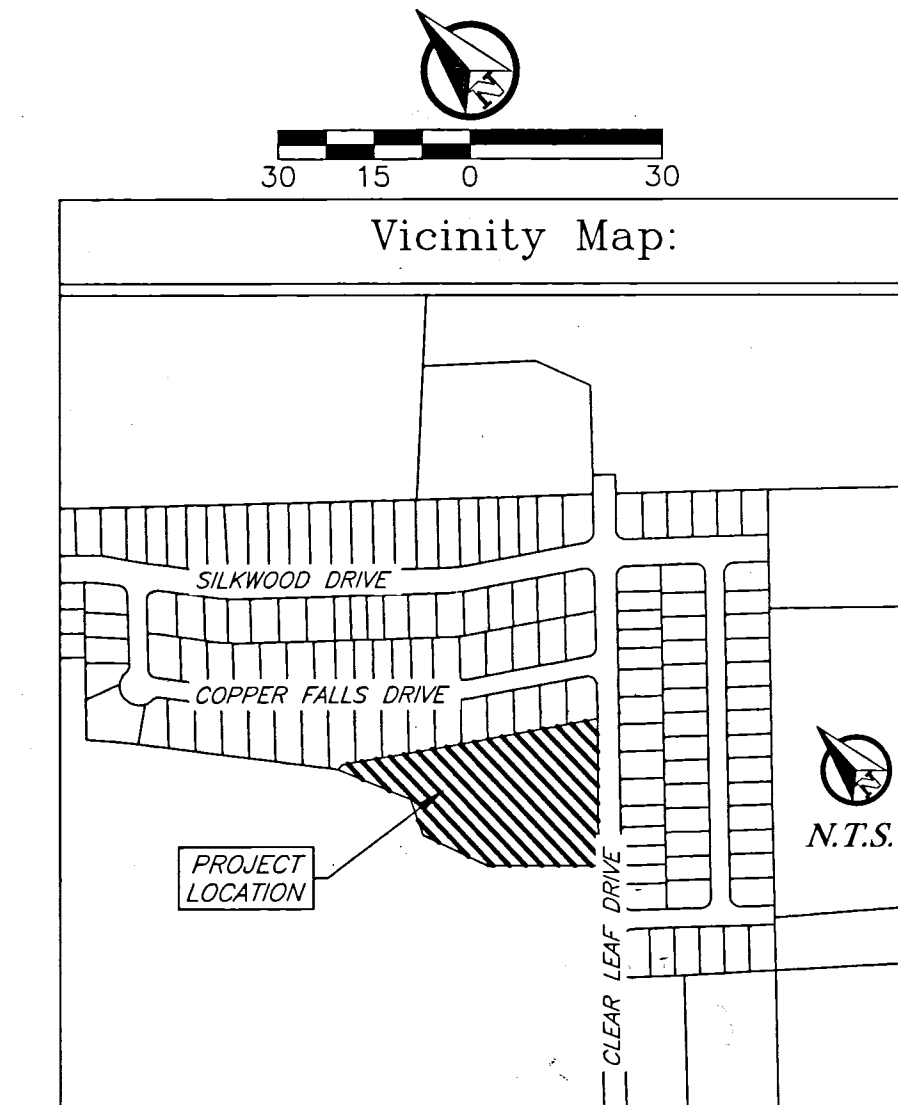 N
30 15 0 30
Vicinity Map:
SILKWOOD DRIVE
COPPER FALLS DRIVE
N
N.T.S.
PROJECT
LOCATION
CLEAR LEAF DRIVE